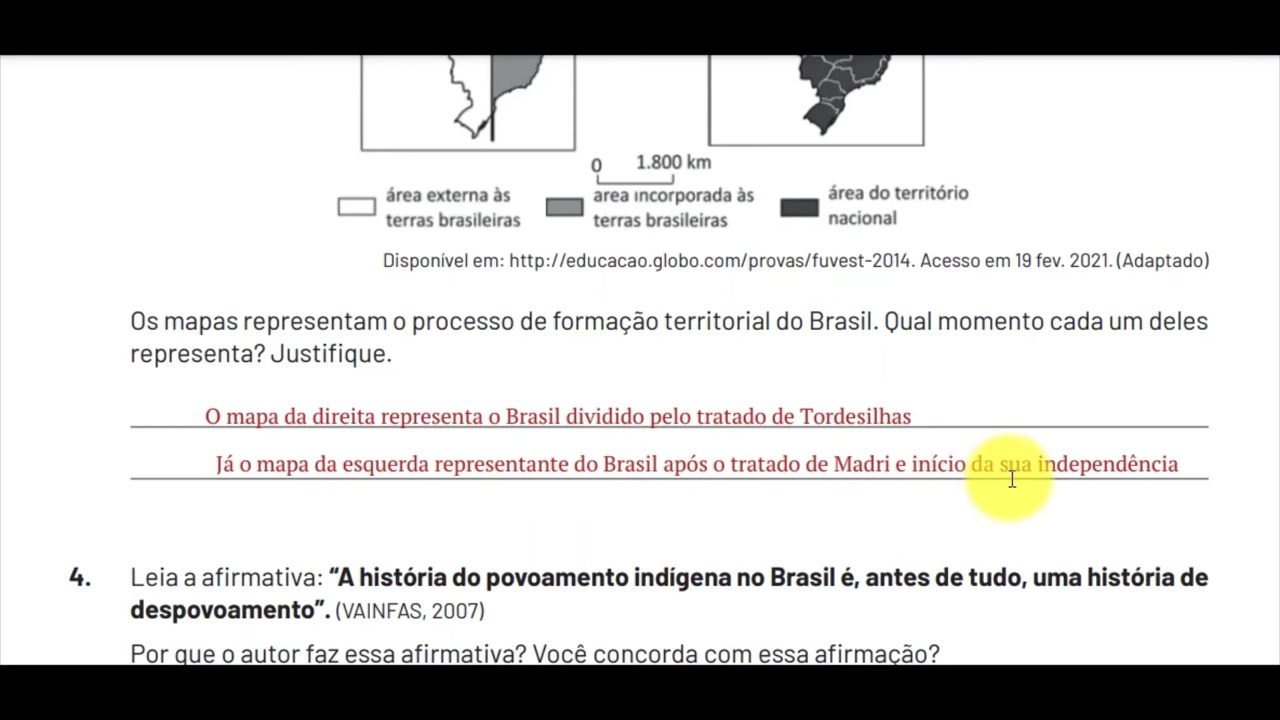 0 1.800 km
área externa às terras brasileiras
area incorporada às terras brasileiras
área do território nacional
Disponível em: http://educacao.globo.com/provas/fuvest-2014. Acesso em 19 fev. 2021. (Adaptado)
Os mapas representam o processo de formação territorial do Brasil. Qual momento cada um deles
representa? Justifique.
O mapa da direita representa o Brasil dividido pelo tratado de Tordesilhas
Já o mapa da esquerda representante do Brasil após o tratado de Madri e início da sua independência
4. Leia a afirmativa: “A história do povoamento indígena no Brasil é, antes de tudo, uma história de
despovoamento”. (VAINFAS, 2007)
Por que o autor faz essa afirmativa? Você concorda com essa afirmação?